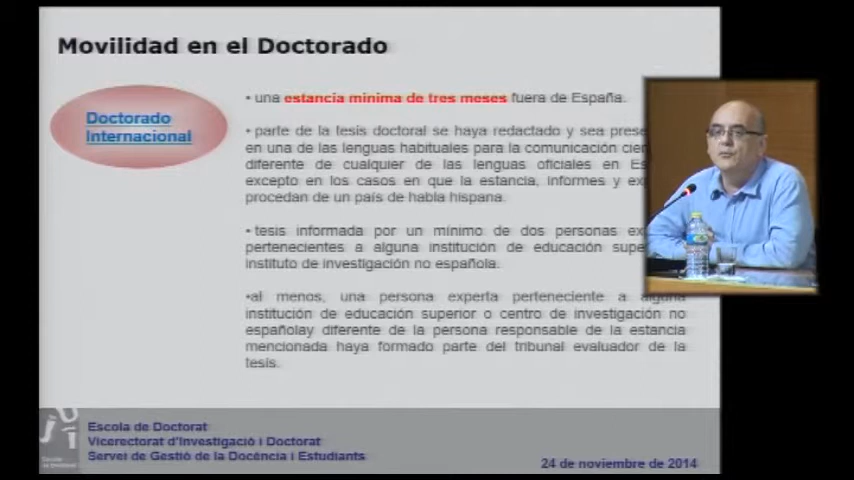 Movilidad en el Doctorado
Doctorado
Internacional
• una estancia mínima de tres meses fuera de España.
• parte de la tesis doctoral se haya redactado y sea
en una de las lenguas habituales para la comunicación
diferente de cualquier de las lenguas oficiales en
excepto en los casos en que la estancia, informes y
procedan de un país de habla hispana.
• tesis informada por un mínimo de dos personas
pertenecientes a alguna institución de educación
instituto de investigación no española.
•al menos, una persona experta perteneciente a alguna
institución de educación superior o centro de investigación no
españolay diferente de la persona responsable de la estancia
mencionada haya formado parte del tribunal evaluador de la
tesis.
Escola de Doctorat
Vicerectorat d'Investigació i Doctorat
Servei de Gestió de la Docència i Estudiants
24 de noviembre de 2014